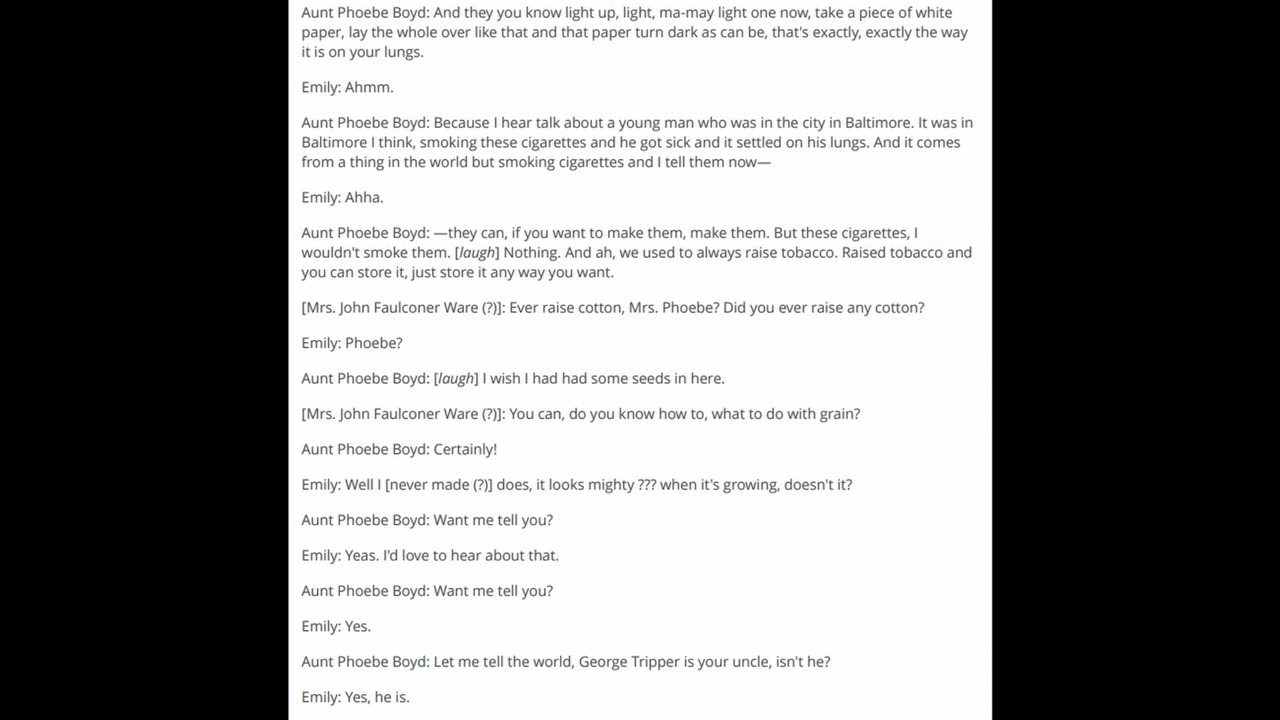 Aunt Phoebe Boyd: And they you know light up, light, ma-may light one now, take a piece of white
paper, lay the whole over like that and that paper turn dark as can be, that's exactly, exactly the way
it is on your lungs.
Emily: Ahmm.
Aunt Phoebe Boyd: Because I hear talk about a young man who was in the city in Baltimore. It was in
Baltimore I think, smoking these cigarettes and he got sick and it settled on his lungs. And it comes
from a thing in the world but smoking cigarettes and I tell them now—
Emily: Ahha.
Aunt Phoebe Boyd: —they can, if you want to make them, make them. But these cigarettes, I
wouldn't smoke them. [laugh] Nothing. And ah, we used to always raise tobacco. Raised tobacco and
you can store it, just store it any way you want.
[Mrs. John Faulconer Ware (?)]: Ever raise cotton, Mrs. Phoebe? Did you ever raise any cotton?
Emily: Phoebe?
Aunt Phoebe Boyd: [laugh] I wish I had had some seeds in here.
[Mrs. John Faulconer Ware (?)]: You can, do you know how to, what to do with grain?
Aunt Phoebe Boyd: Certainly!
Emily: Well I [never made (?)] does, it looks mighty ??? when it's growing, doesn't it?
Aunt Phoebe Boyd: Want me tell you?
Emily: Yeas. I'd love to hear about that.
Aunt Phoebe Boyd: Want me tell you?
Emily: Yes.
Aunt Phoebe Boyd: Let me tell the world, George Tripper is your uncle, isn't he?
Emily: Yes, he is.